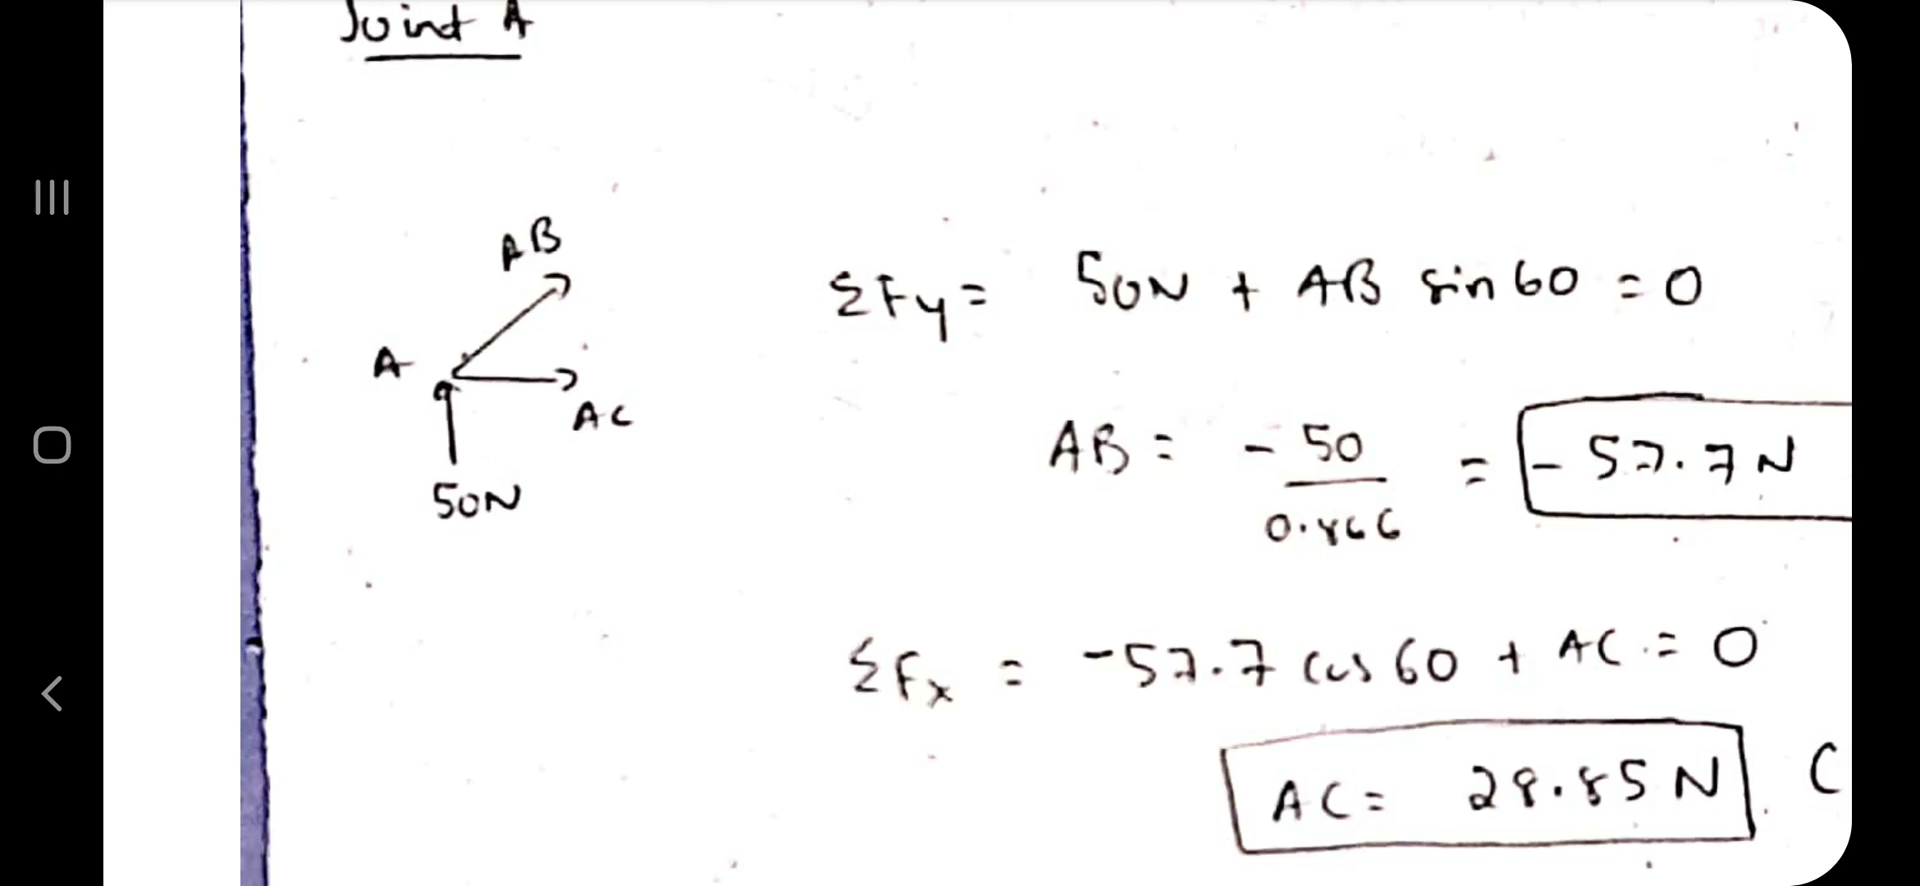 Joint A
AB
A
AC
50N
ΣFy = 50N + AB sin 60 = 0
AB = - 50 / 0.866 = - 57.7 N
ΣFx = -57.7 cos 60 + AC = 0
AC = 28.85 N C